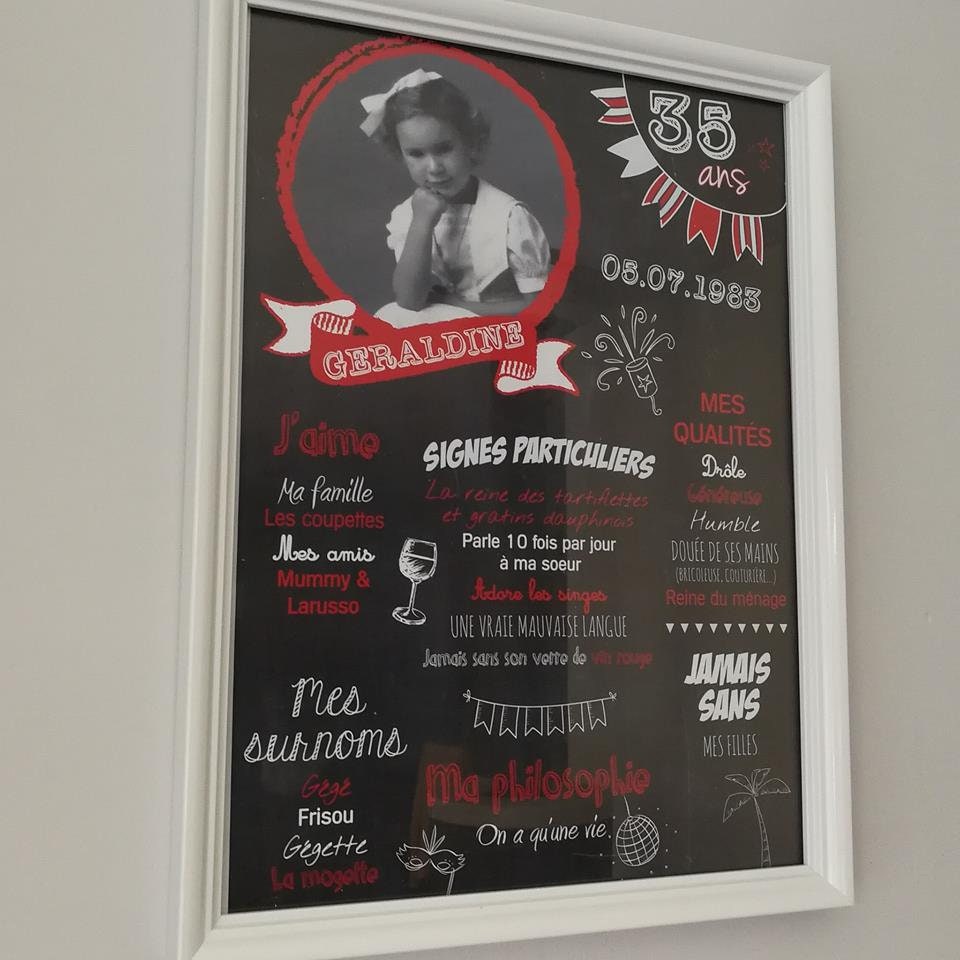 35
ans
05.07.1983
GERALDINE
J'aime
Ma famille
Les coupettes
Mes amis
Mummy &
Larusso
Mes
surnoms
Gégé
Frisou
Gégette
La mogette
SIGNES PARTICULIERS
La reine des tartiflettes
et gratins dauphinois
Parle 10 fois par jour
à ma soeur
Adore les singes
UNE VRAIE MAUVAISE LANGUE
Jamais sans son verre de vin rouge
Ma philosophie
On a qu'une vie.
MES
QUALITÉS
Drôle
Généreuse
Humble
DOUÉE DE SES MAINS
(BRICOLEUSE, COUTURIÈRE...)
Reine du ménage
JAMAIS
SANS
MES FILLES